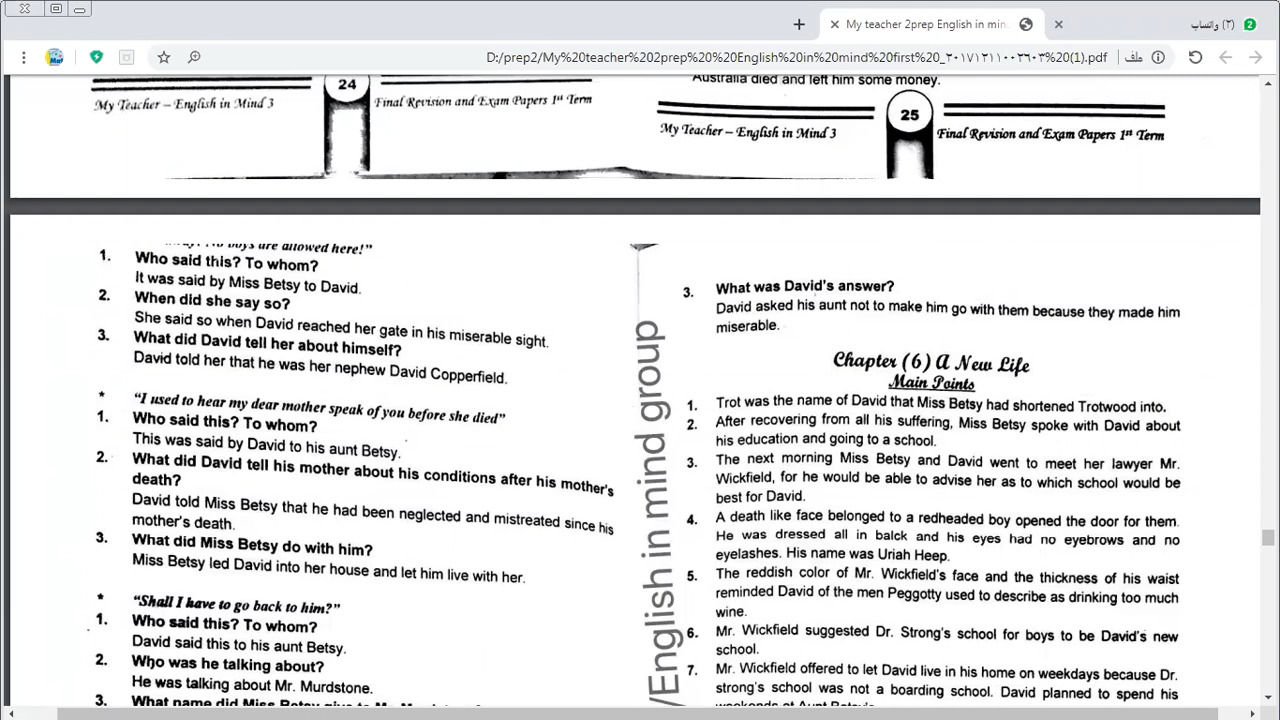 My teacher 2prep English in min
(٢) واتساب
2
D:/prep2/My%20teacher%202prep%20%20English%20in%20mind%20first%20_٢٠١٧١٢١١٠٠٢٦٠٣%20(1).pdf
ملف
24
My Teacher – English in Mind 3
Final Revision and Exam Papers 1st Term
Australia died and left him some money.
25
My Teacher – English in Mind 3
Final Revision and Exam Papers 1st Term
boys are allowed here!"
1. Who said this? To whom?
It was said by Miss Betsy to David.
2. When did she say so?
She said so when David reached her gate in his miserable sight.
3. What did David tell her about himself?
David told her that he was her nephew David Copperfield.
* "I used to hear my dear mother speak of you before she died"
1. Who said this? To whom?
This was said by David to his aunt Betsy.
2. What did David tell his mother about his conditions after his mother's
death?
David told Miss Betsy that he had been neglected and mistreated since his
mother's death.
3. What did Miss Betsy do with him?
Miss Betsy led David into her house and let him live with her.
* "Shall I have to go back to him?"
1. Who said this? To whom?
David said this to his aunt Betsy.
2. Who was he talking about?
He was talking about Mr. Murdstone.
3. What name did Miss Betsy give to Mr. Murdstone
/English in mind group
3. What was David's answer?
David asked his aunt not to make him go with them because they made him
miserable.
Chapter (6) A New Life
Main Points
1. Trot was the name of David that Miss Betsy had shortened Trotwood into.
2. After recovering from all his suffering, Miss Betsy spoke with David about
his education and going to a school.
3. The next morning Miss Betsy and David went to meet her lawyer Mr.
Wickfield, for he would be able to advise her as to which school would be
best for David.
4. A death like face belonged to a redheaded boy opened the door for them.
He was dressed all in balck and his eyes had no eyebrows and no
eyelashes. His name was Uriah Heep.
5. The reddish color of Mr. Wickfield's face and the thickness of his waist
reminded David of the men Peggotty used to describe as drinking too much
wine.
6. Mr. Wickfield suggested Dr. Strong's school for boys to be David's new
school.
7. Mr. Wickfield offered to let David live in his home on weekdays because Dr.
strong's school was not a boarding school. David planned to spend his
weekends at Aunt Betsy's